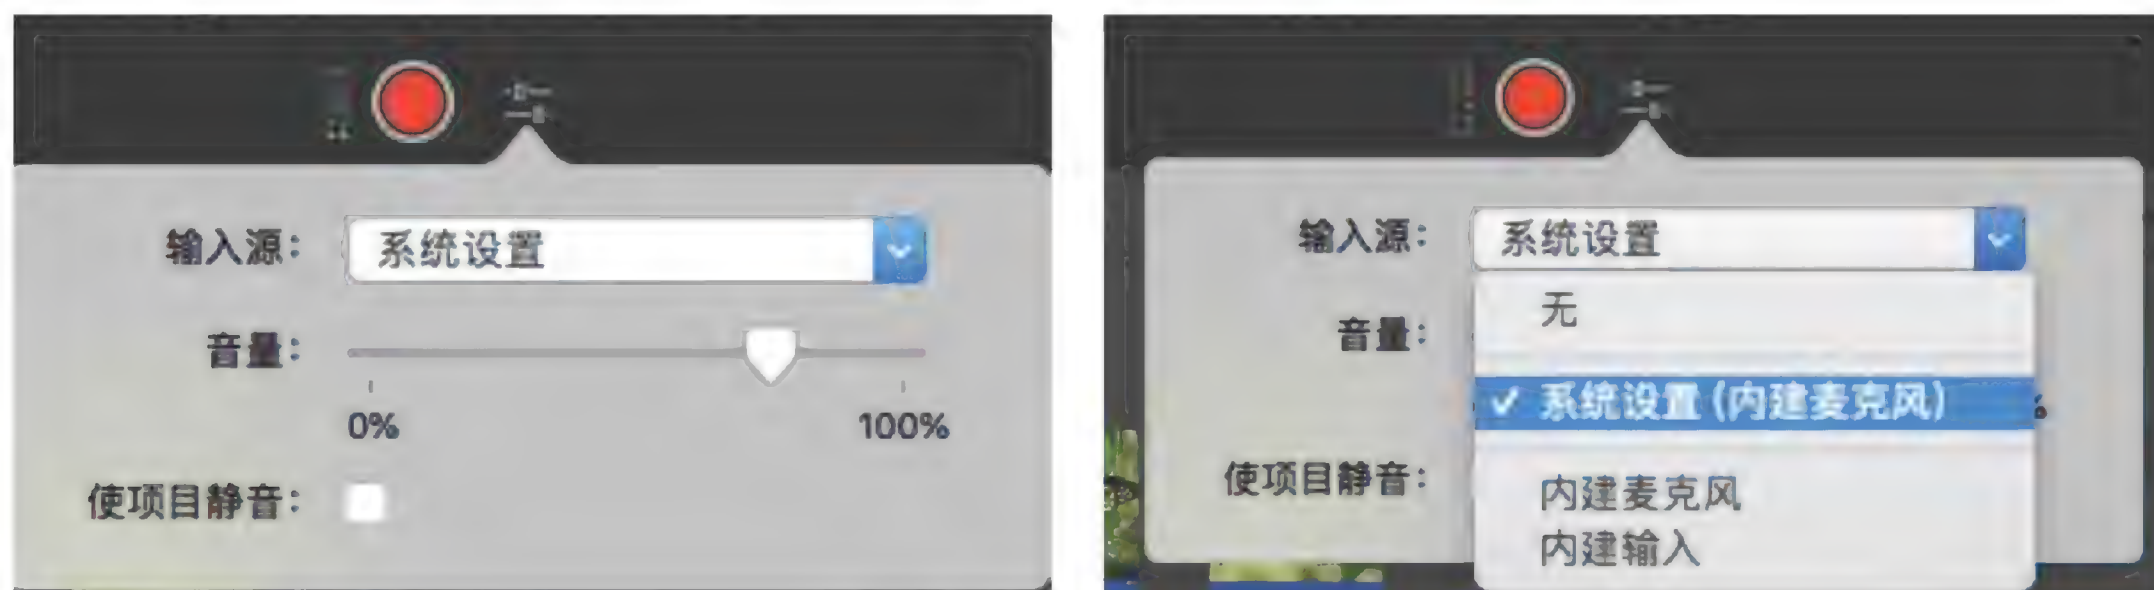 输入源： 系统设置
音量：
0% 100%
使项目静音：
输入源： 系统设置
无
音量：
✓ 系统设置 (内建麦克风)
%
使项目静音：
内建麦克风
内建输入